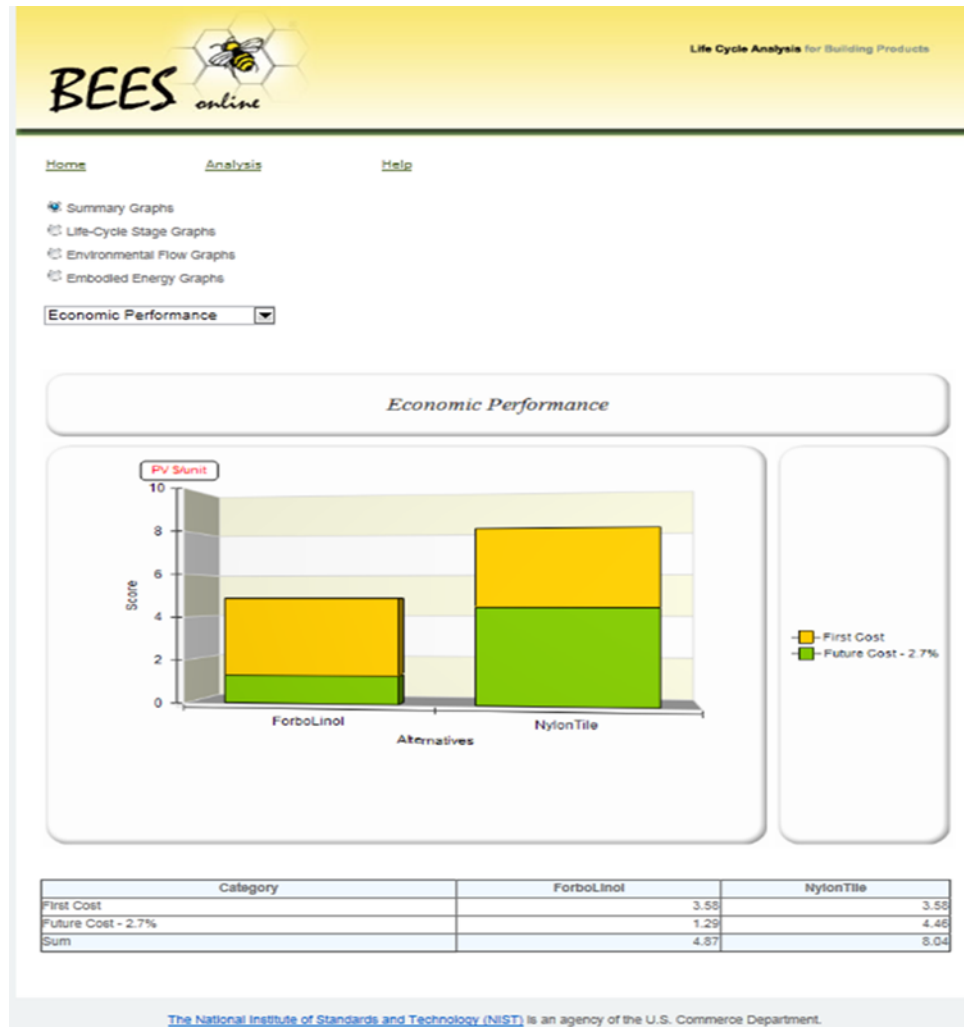 BEES online
Life Cycle Analysis for Building Products
Home Analysis Help
Summary Graphs
Life-Cycle Stage Graphs
Environmental Flow Graphs
Embodied Energy Graphs
Economic Performance
Economic Performance
PV $/unit
10
8
6
4
2
0
Score
ForboLinol NylonTile
Alternatives
First Cost
Future Cost - 2.7%
Category ForboLinol NylonTile
First Cost 3.58 3.58
Future Cost - 2.7% 1.29 4.46
Sum 4.87 8.04
The National Institute of Standards and Technology (NIST) is an agency of the U.S. Commerce Department.